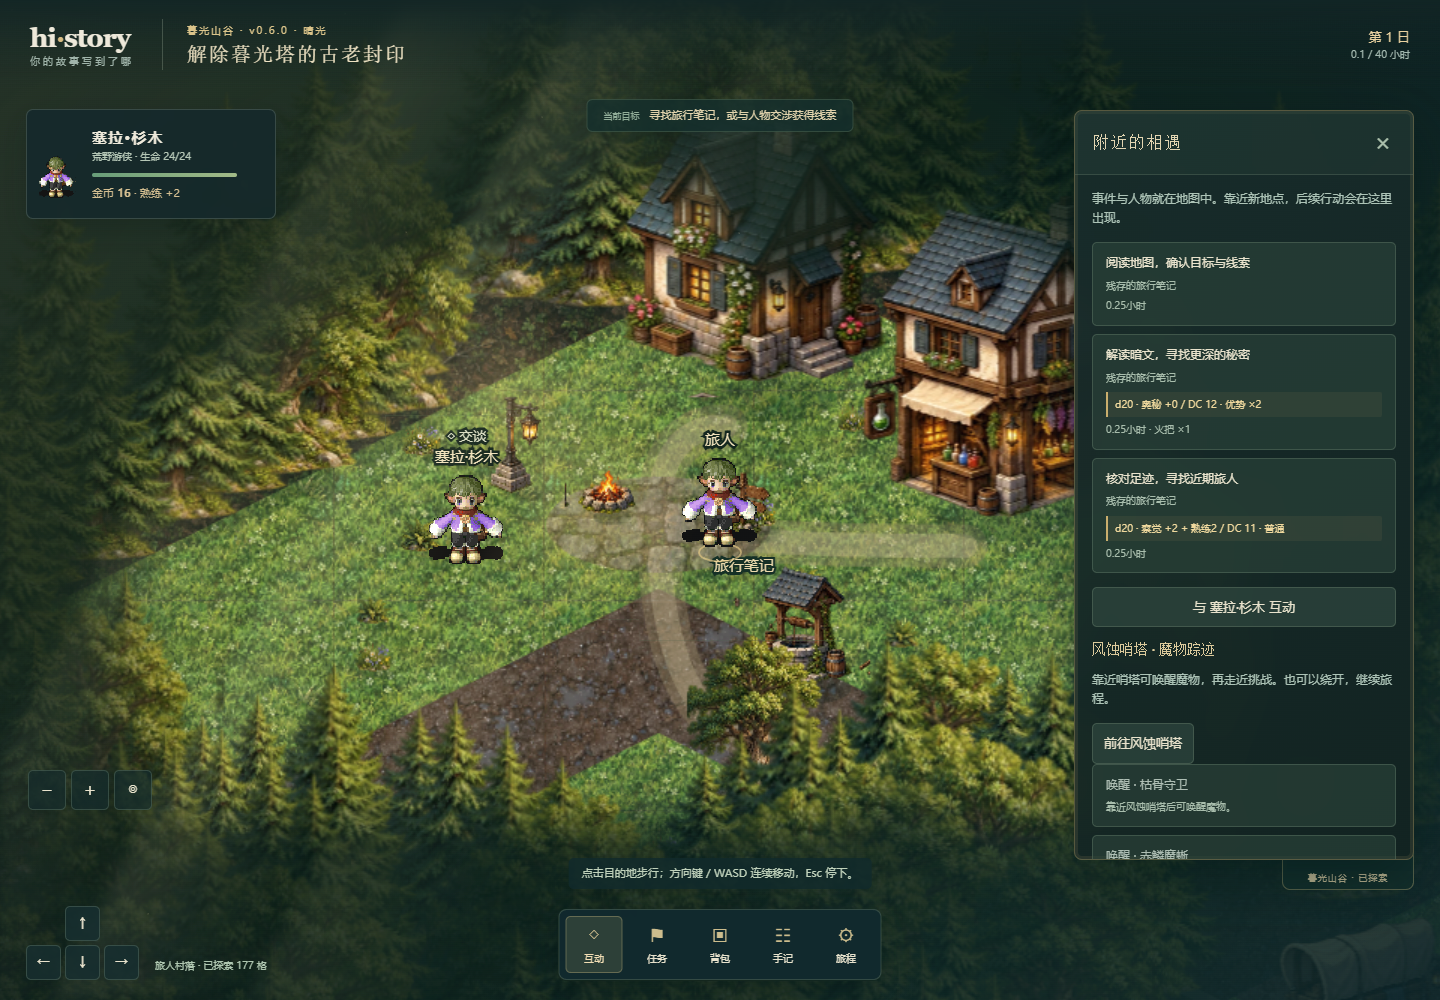 hi·story
你的故事写到了哪
暮光山谷 · v0.6.0 · 晴光
解除暮光塔的古老封印
第 1 日
0.1 / 40 小时
塞拉·杉木
荒野游侠 · 生命 24/24
金币 16 · 熟练 +2
当前目标 寻找旅行笔记，或与人物交涉获得线索
附近的相遇
×
事件与人物就在地图中。靠近新地点，后续行动会在这里
出现。
阅读地图，确认目标与线索
残存的旅行笔记
0.25小时
解读暗文，寻找更深的秘密
残存的旅行笔记
d20 · 奥秘 +0 / DC 12 · 优势 ×2
0.25小时 · 火把 ×1
核对足迹，寻找近期旅人
残存的旅行笔记
d20 · 察觉 +2 + 熟练2 / DC 11 · 普通
0.25小时
与 塞拉·杉木 互动
风蚀哨塔 · 魔物踪迹
靠近哨塔可唤醒魔物，再走近挑战。也可以绕开，继续旅
程。
前往风蚀哨塔
唤醒 · 枯骨守卫
靠近风蚀哨塔后可唤醒魔物。
唤醒 · 赤鳞魔蜥
暮光山谷 · 已探索
◇ 交谈
塞拉·杉木
旅人
旅行笔记
− + ◎
点击目的地步行；方向键 / WASD 连续移动，Esc 停下。
↑
← ↓ →
旅人村落 · 已探索 177 格
互动 任务 背包 手记 旅程